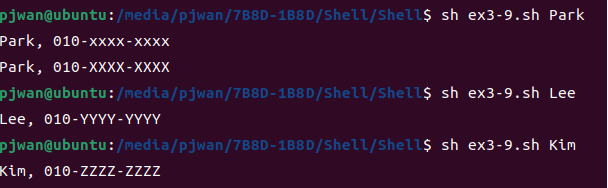 pjwan@ubuntu:/media/pjwan/7B8D-1B8D/Shell/Shell$ sh ex3-9.sh Park
Park, 010-xxxx-xxxx
Park, 010-XXXX-XXXX
pjwan@ubuntu:/media/pjwan/7B8D-1B8D/Shell/Shell$ sh ex3-9.sh Lee
Lee, 010-YYYY-YYYY
pjwan@ubuntu:/media/pjwan/7B8D-1B8D/Shell/Shell$ sh ex3-9.sh Kim
Kim, 010-ZZZZ-ZZZZ